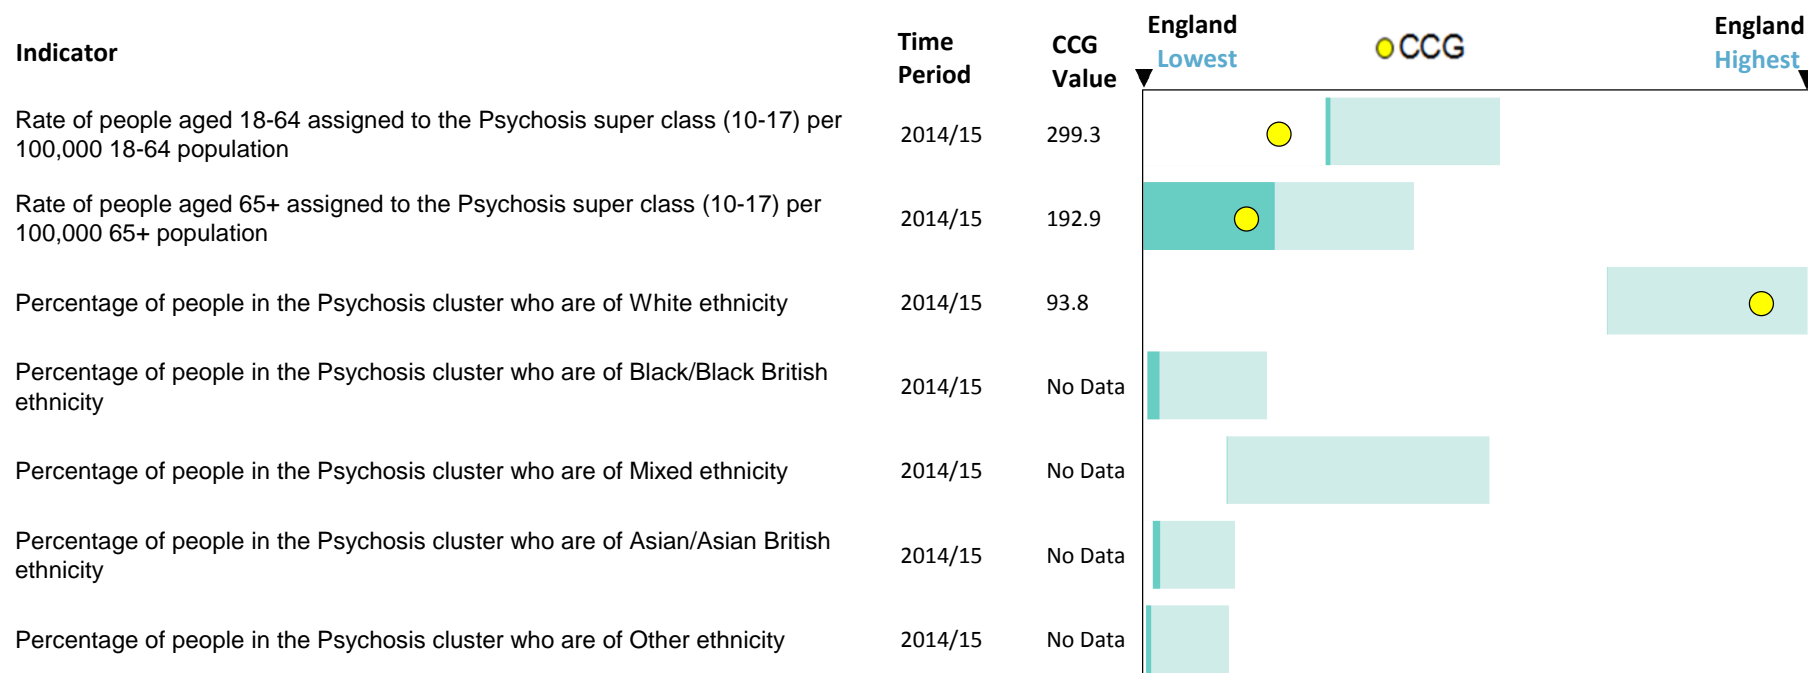 Indicator
Time
Period
CCG
Value
England
Lowest
CCG
England
Highest
Rate of people aged 18-64 assigned to the Psychosis super class (10-17) per
100,000 18-64 population
2014/15
299.3
Rate of people aged 65+ assigned to the Psychosis super class (10-17) per
100,000 65+ population
2014/15
192.9
Percentage of people in the Psychosis cluster who are of White ethnicity
2014/15
93.8
Percentage of people in the Psychosis cluster who are of Black/Black British
ethnicity
2014/15
No Data
Percentage of people in the Psychosis cluster who are of Mixed ethnicity
2014/15
No Data
Percentage of people in the Psychosis cluster who are of Asian/Asian British
ethnicity
2014/15
No Data
Percentage of people in the Psychosis cluster who are of Other ethnicity
2014/15
No Data